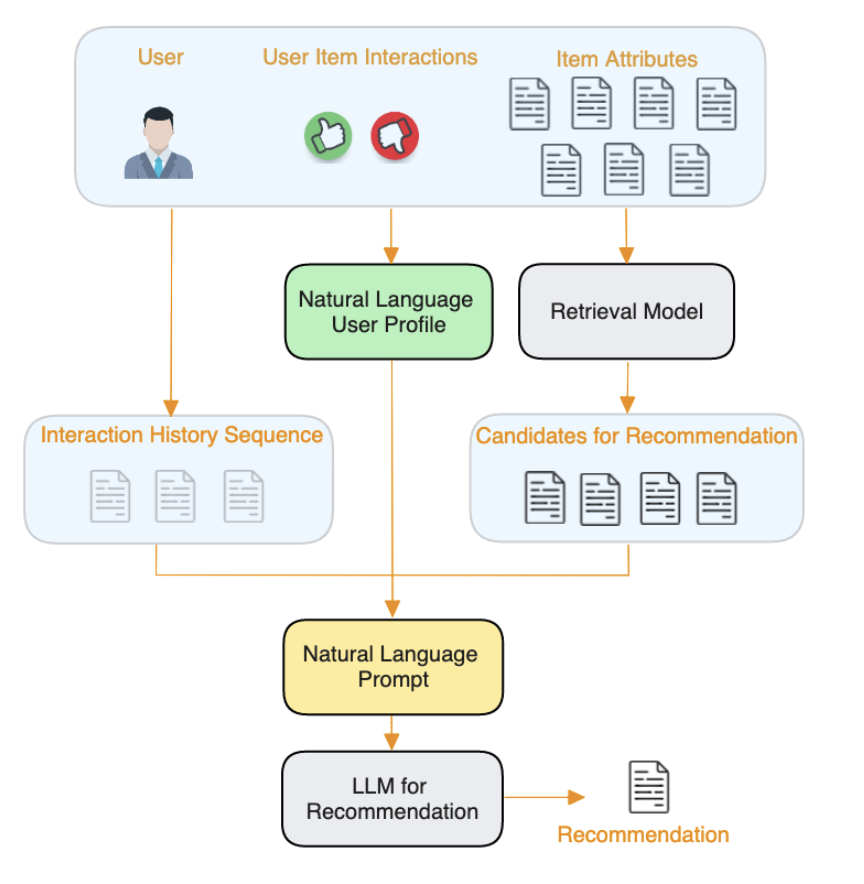 User
User Item Interactions
Item Attributes
Natural Language
User Profile
Retrieval Model
Interaction History Sequence
Candidates for Recommendation
Natural Language
Prompt
LLM for
Recommendation
Recommendation